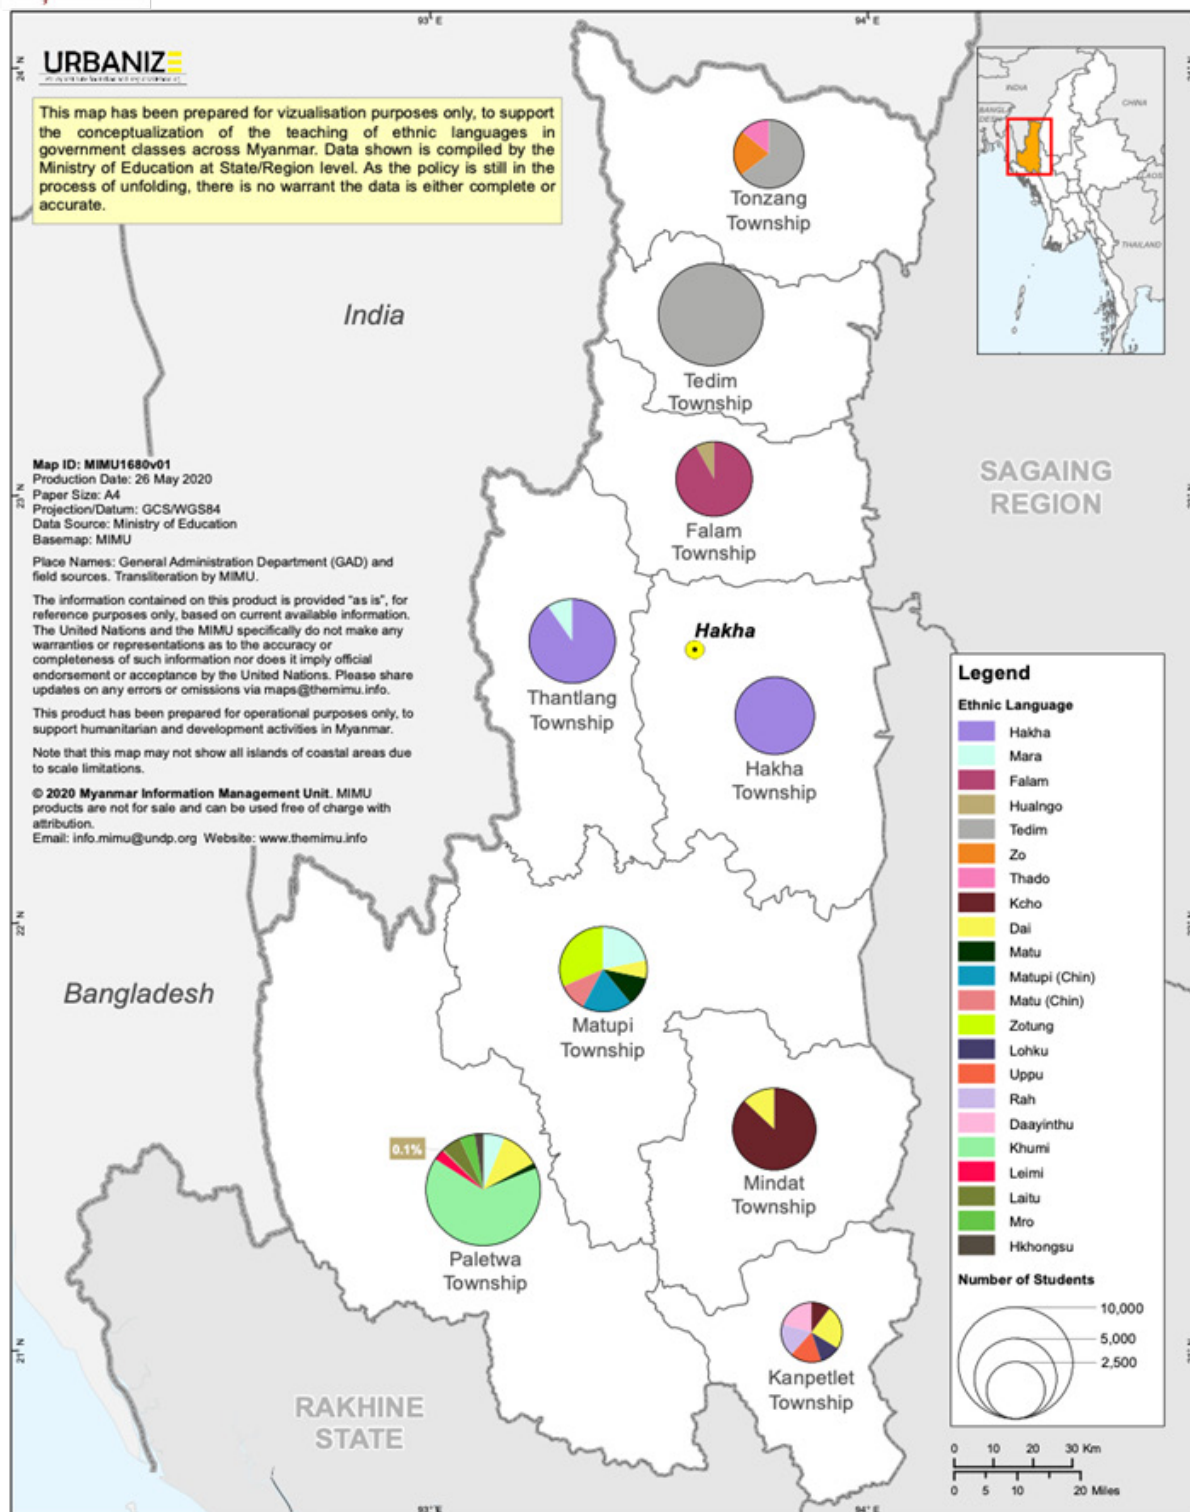 93° E
94° E
24° N
URBANIZE
This map has been prepared for vizualisation purposes only, to support
the conceptualization of the teaching of ethnic languages in
government classes across Myanmar. Data shown is compiled by the
Ministry of Education at State/Region level. As the policy is still in the
process of unfolding, there is no warrant the data is either complete or
accurate.
INDIA
BANGLA
DESH
CHINA
LAOS
THAILAND
Tonzang
Township
India
Tedim
Township
Map ID: MIMU1680v01
Production Date: 26 May 2020
Paper Size: A4
Projection/Datum: GCS/WGS84
Data Source: Ministry of Education
Basemap: MIMU
Place Names: General Administration Department (GAD) and
field sources. Transliteration by MIMU.
The information contained on this product is provided "as is", for
reference purposes only, based on current available information.
The United Nations and the MIMU specifically do not make any
warranties or representations as to the accuracy or
completeness of such information nor does it imply official
endorsement or acceptance by the United Nations. Please share
updates on any errors or omissions via maps@themimu.info.
This product has been prepared for operational purposes only, to
support humanitarian and development activities in Myanmar.
Note that this map may not show all islands of coastal areas due
to scale limitations.
© 2020 Myanmar Information Management Unit. MIMU
products are not for sale and can be used free of charge with
attribution.
Email: info.mimu@undp.org Website: www.themimu.info
23° N
SAGAING
REGION
Falam
Township
Hakha
Thantlang
Township
Hakha
Township
Legend
Ethnic Language
Hakha
Mara
Falam
Hualngo
Tedim
Zo
Thado
Kcho
Dai
Matu
Matupi (Chin)
Matu (Chin)
Zotung
Lohku
Uppu
Rah
Daayinthu
Khumi
Leimi
Laitu
Mro
Hkhongsu
Number of Students
10,000
5,000
2,500
22° N
Bangladesh
Matupi
Township
0.1%
Mindat
Township
Paletwa
Township
21° N
Kanpetlet
Township
RAKHINE
STATE
0 10 20 30 Km
0 5 10 20 Miles
93° E
94° E